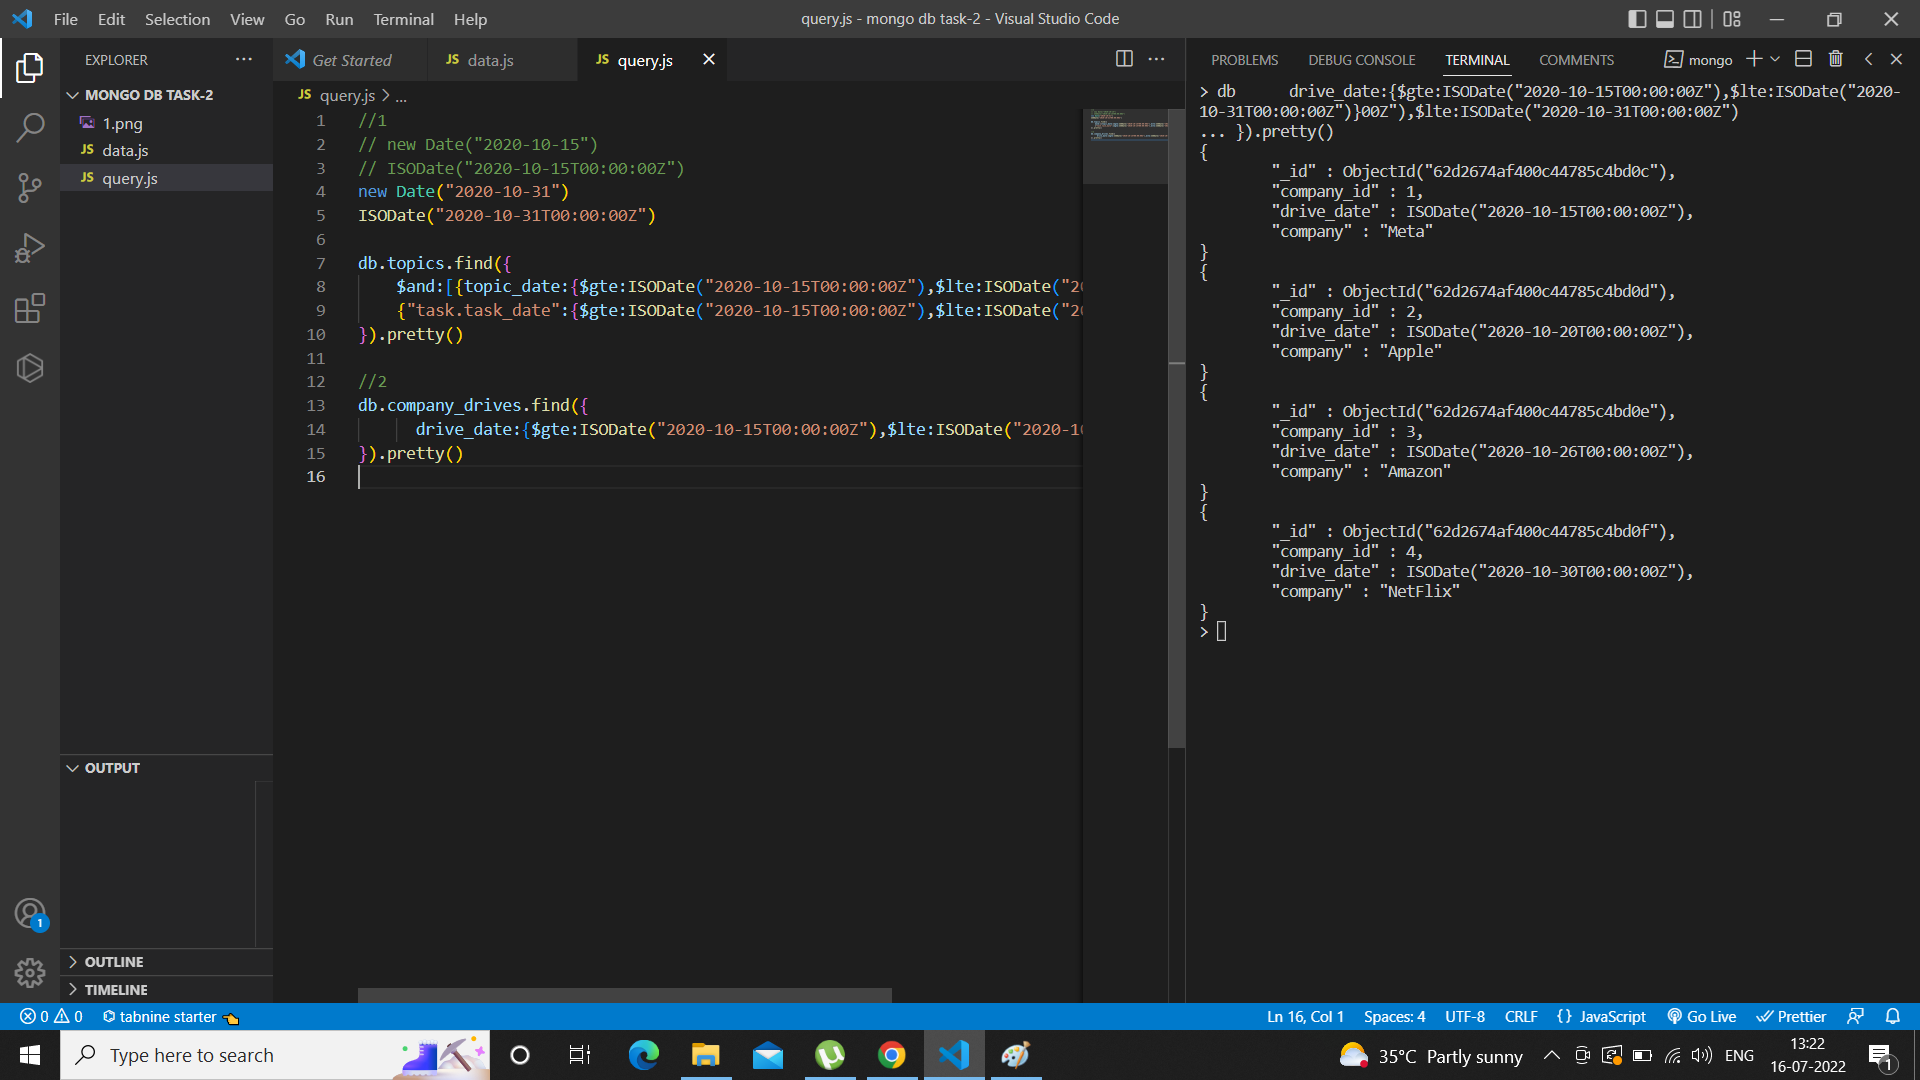 File Edit Selection View Go Run Terminal Help
query.js - mongo db task-2 - Visual Studio Code
EXPLORER
MONGO DB TASK-2
1.png
JS data.js
JS query.js
OUTPUT
OUTLINE
TIMELINE
Get Started
JS data.js
JS query.js
JS query.js > ...
1 //1
2 // new Date("2020-10-15")
3 // ISODate("2020-10-15T00:00:00Z")
4 new Date("2020-10-31")
5 ISODate("2020-10-31T00:00:00Z")
6
7 db.topics.find({
8 $and:[{topic_date:{$gte:ISODate("2020-10-15T00:00:00Z"),$lte:ISODate("20
9 {"task.task_date":{$gte:ISODate("2020-10-15T00:00:00Z"),$lte:ISODate("20
10 }).pretty()
11
12 //2
13 db.company_drives.find({
14 drive_date:{$gte:ISODate("2020-10-15T00:00:00Z"),$lte:ISODate("2020-10
15 }).pretty()
16
PROBLEMS DEBUG CONSOLE TERMINAL COMMENTS mongo
> db drive_date:{$gte:ISODate("2020-10-15T00:00:00Z"),$lte:ISODate("2020-
10-31T00:00:00Z")}00Z"),$lte:ISODate("2020-10-31T00:00:00Z")
... }).pretty()
{
"_id" : ObjectId("62d2674af400c44785c4bd0c"),
"company_id" : 1,
"drive_date" : ISODate("2020-10-15T00:00:00Z"),
"company" : "Meta"
}
{
"_id" : ObjectId("62d2674af400c44785c4bd0d"),
"company_id" : 2,
"drive_date" : ISODate("2020-10-20T00:00:00Z"),
"company" : "Apple"
}
{
"_id" : ObjectId("62d2674af400c44785c4bd0e"),
"company_id" : 3,
"drive_date" : ISODate("2020-10-26T00:00:00Z"),
"company" : "Amazon"
}
{
"_id" : ObjectId("62d2674af400c44785c4bd0f"),
"company_id" : 4,
"drive_date" : ISODate("2020-10-30T00:00:00Z"),
"company" : "NetFlix"
}
>
1
0 0 tabnine starter
Ln 16, Col 1 Spaces: 4 UTF-8 CRLF {} JavaScript Go Live Prettier
Type here to search
35°C Partly sunny
ENG
13:22
16-07-2022
1